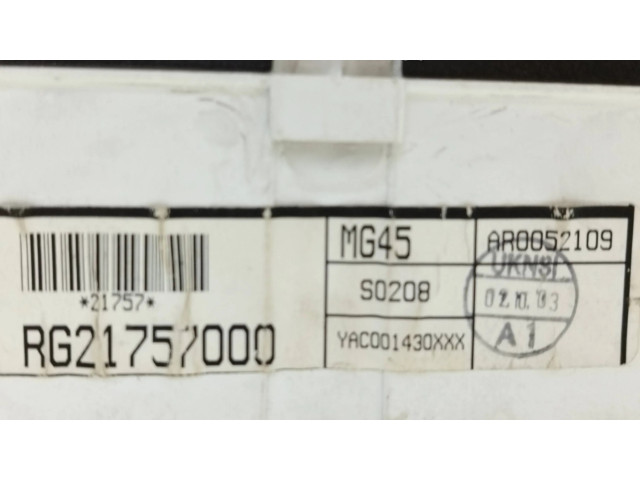 *21757*
RG21757000
MG45
AR0052109
S0208
YAC001430XXX
UKNSI
02.10.03
A1